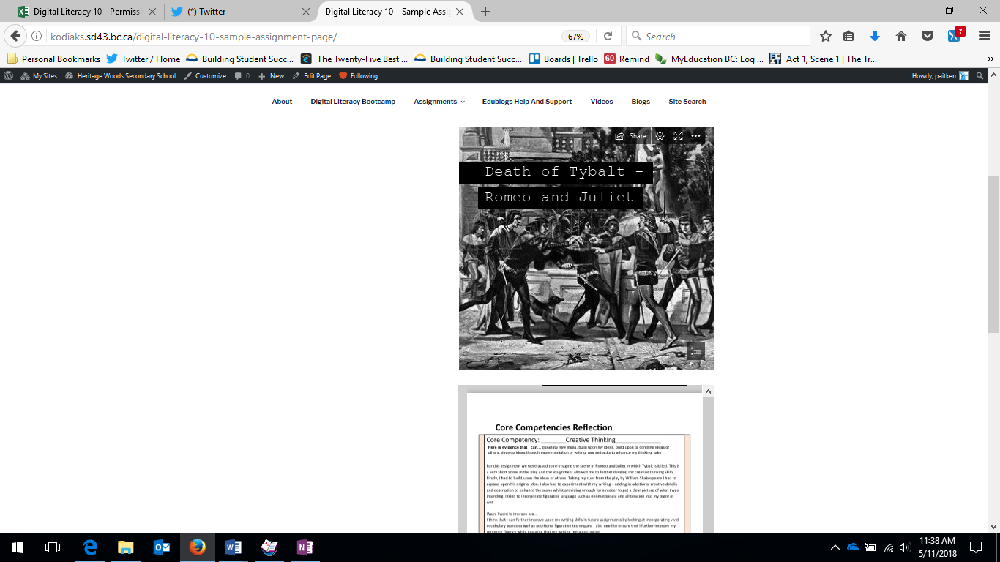 Digital Literacy 10 - Permissi
(*) Twitter
Digital Literacy 10 – Sample Assig
kodiaks.sd43.bc.ca/digital-literacy-10-sample-assignment-page/
67%
Search
?
Personal Bookmarks
Twitter / Home
Building Student Succ...
The Twenty-Five Best ...
Building Student Succ...
Boards | Trello
60 Remind
MyEducation BC: Log ...
Act 1, Scene 1 | The Tr...
My Sites
Heritage Woods Secondary School
Customize
0
New
Edit Page
Following
Howdy, paitken
About
Digital Literacy Bootcamp
Assignments
Edublogs Help And Support
Videos
Blogs
Site Search
Share
Death of Tybalt –
Romeo and Juliet
Core Competencies Reflection
Core Competency: ________Creative Thinking______________
Here is evidence that I can... generate new ideas, build upon my ideas, build upon or combine ideas of
others, develop ideas through experimentation or writing, use setbacks to advance my thinking, take
For this assignment we were asked to re-imagine the scene in Romeo and Juliet in which Tybalt is killed. This is
a very short scene in the play and the assignment allowed me to further develop my creative thinking skills.
Firstly, I had to build upon the ideas of others. Taking my cues from the play by William Shakespeare I had to
expand upon his original idea. I also had to experiment with my writing – adding in additional creative details
and description to enhance the scene whilst providing enough for a reader to get a clear picture of what I was
intending. I tried to incorporate figurative language such as onomatopoeia and alliteration into my piece as
well.
Ways I want to improve are...
I think that I can further improve upon my writing skills in future assignments by looking at incorporating vivid
vocabulary words as well as additional figurative techniques. I also need to ensure that I further improve my
sentence fluency while ensuring that my writing remains concise.
11:38 AM
5/11/2018